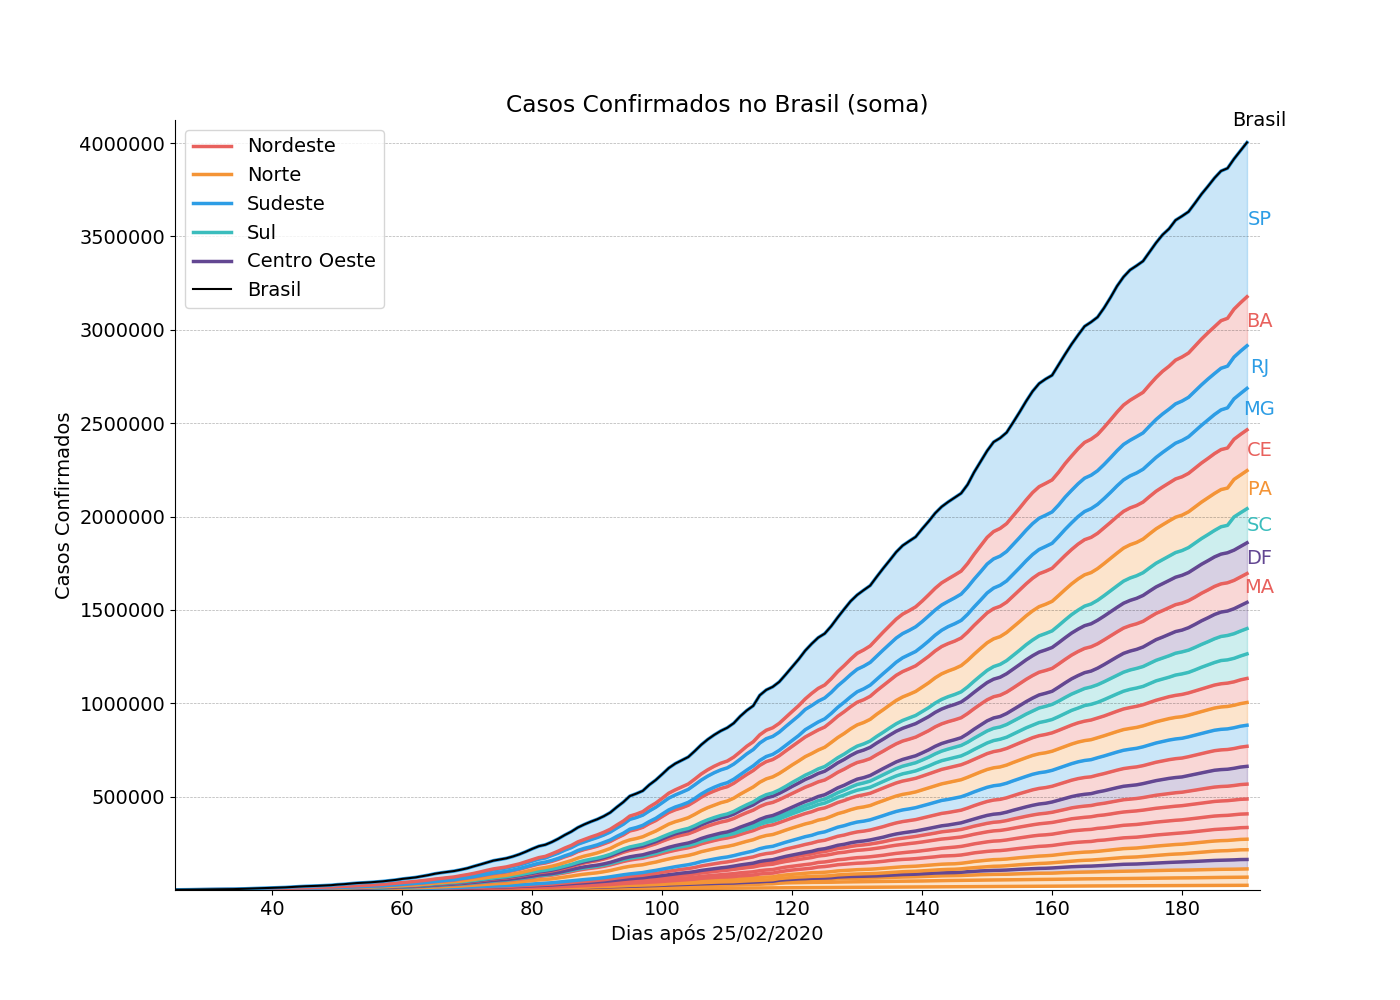 Casos Confirmados no Brasil (soma)
Brasil
Nordeste
Norte
Sudeste
Sul
Centro Oeste
Brasil
4000000
3500000
3000000
2500000
2000000
1500000
1000000
500000
Casos Confirmados
SP
BA
RJ
MG
CE
PA
SC
DF
MA
40 60 80 100 120 140 160 180
Dias após 25/02/2020